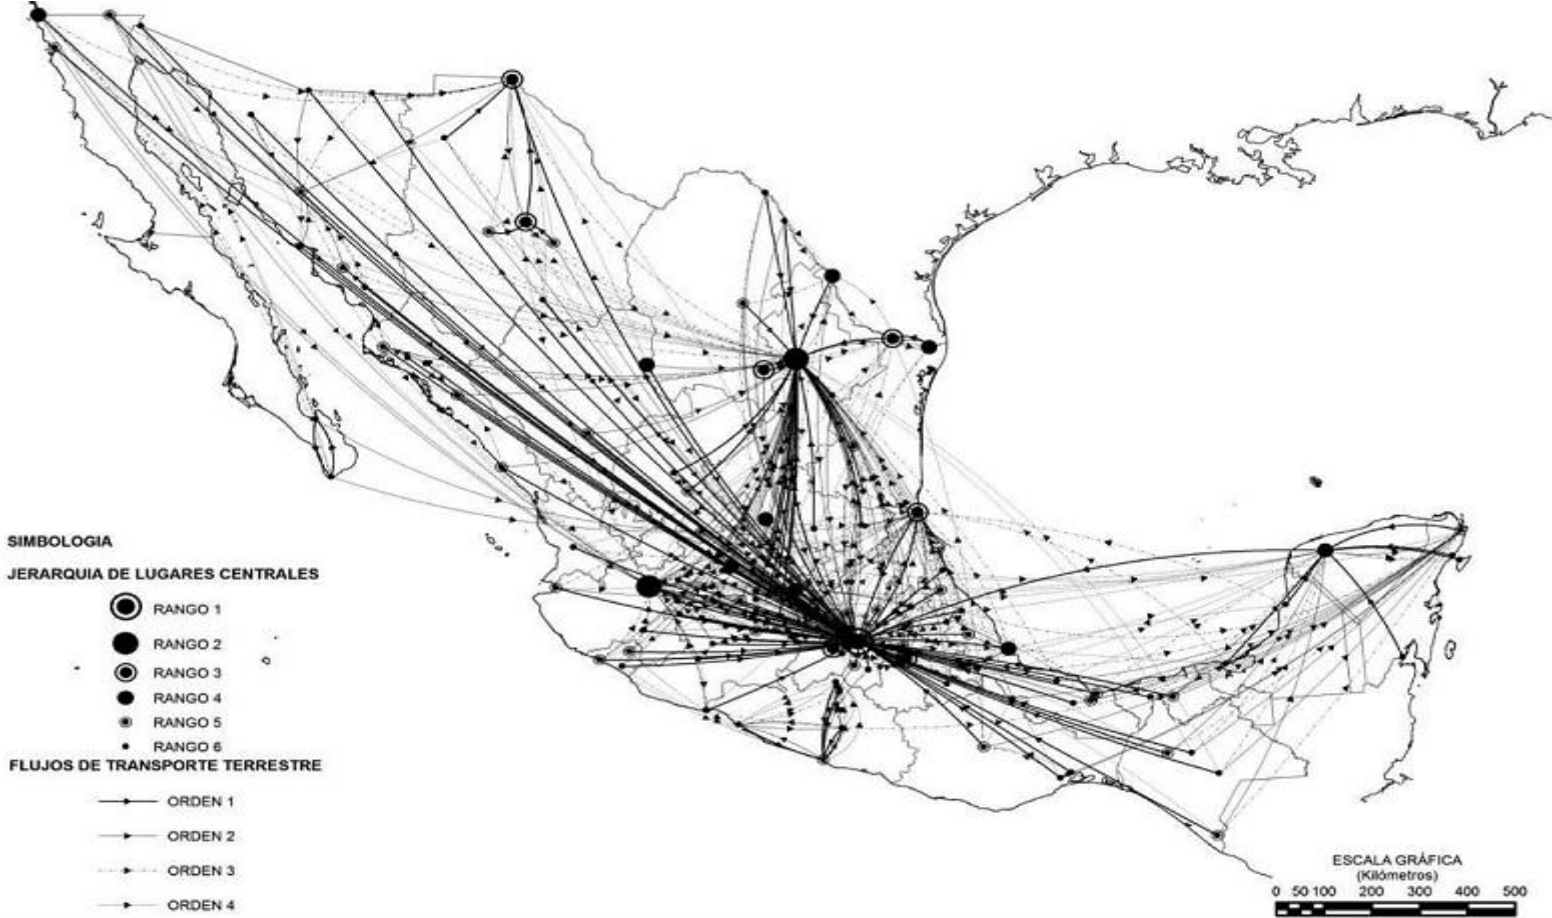 SIMBOLOGIA
JERARQUIA DE LUGARES CENTRALES
RANGO 1
RANGO 2
RANGO 3
RANGO 4
RANGO 5
RANGO 6
FLUJOS DE TRANSPORTE TERRESTRE
ORDEN 1
ORDEN 2
ORDEN 3
ORDEN 4
ESCALA GRÁFICA
(Kilómetros)
0 50 100 200 300 400 500